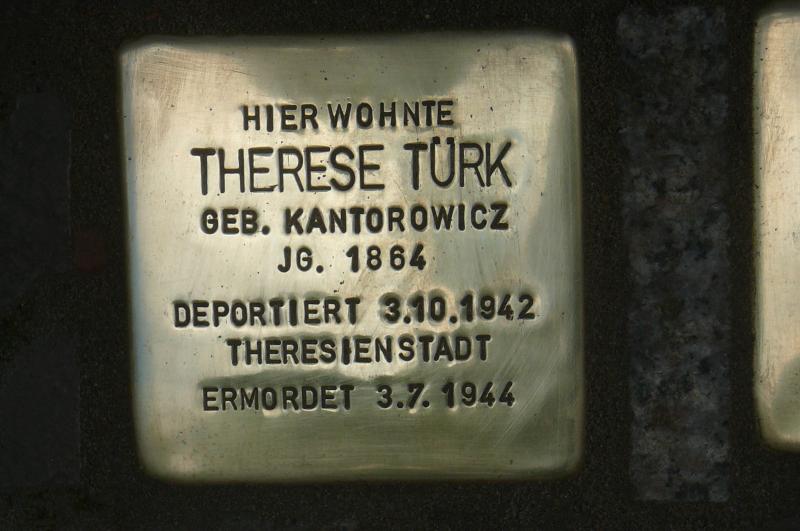 HIER WOHNTE
THERESE TÜRK
GEB. KANTOROWICZ
JG. 1864
DEPORTIERT 3.10.1942
THERESIENSTADT
ERMORDET 3.7.1944